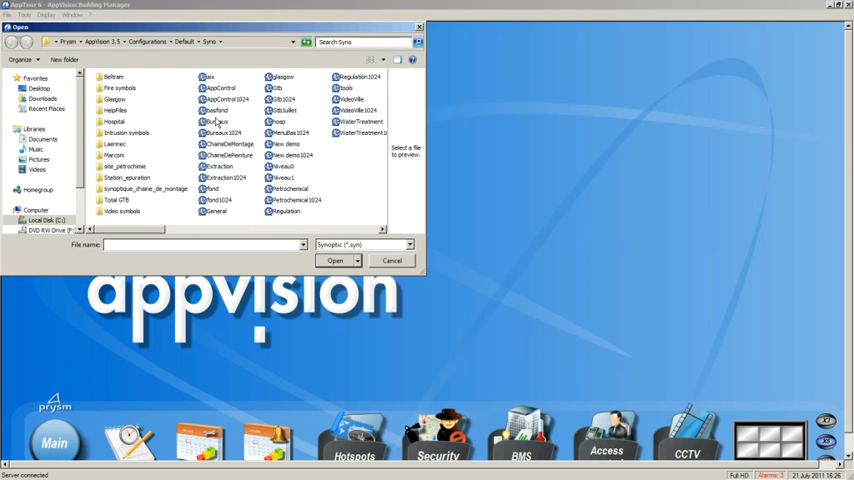 AppTour 6 - AppVision Building Manager
File Tools Display Window ?
Open
Prysm AppVision 3.5 Configurations Default Syno
Search Syno
Organize New folder
Favorites
Desktop
Downloads
Recent Places
Libraries
Documents
Music
Pictures
Videos
Homegroup
Computer
Local Disk (C:)
DVD RW Drive (F:)
Beltram
Fire symbols
Glasgow
HelpFiles
Hospital
Intrusion symbols
Laennec
Marconi
site_petrochimie
Station_epuration
synoptique_chaine_de_montage
Total GTB
Video symbols
aix
AppControl
AppControl1024
basfond
Bureaux
Bureaux1024
ChaineDeMontage
ChaineDePeinture
Extraction
Extraction1024
fond
fond1024
General
glasgow
Gtb
Gtb1024
GtbJuillet
hosp
MenuBas1024
New demo
New demo1024
Niveau0
Niveau1
Petrochemical
Petrochemical1024
Regulation
Regulation1024
tools
VideoVille
VideoVille1024
WaterTreatment
WaterTreatment1
Select a file to preview.
File name:
Synoptic (*.syn)
Open
Cancel
appvision
prysm
Main
Hotspots
Security
BMS
Access
CCTV
Server connected
Full HD
Alarms: 3
21 July 2011 16:26